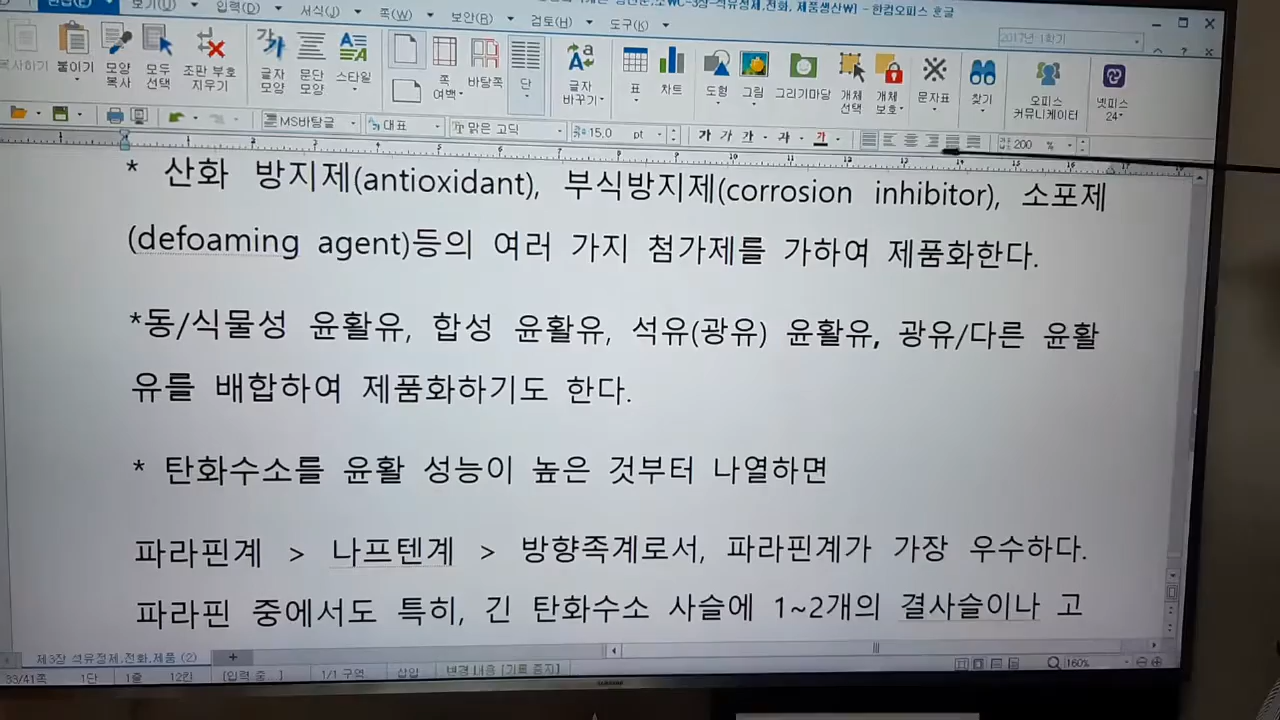 보기(U) 입력(D) 서식(J) 쪽(W) 보안(R) 검토(H) 도구(K)
한컴오피스 한글
2017년 1학기
붙이기 모양 복사 모두 선택 조판 부호 지우기 글자 모양 문단 모양 스타일 쪽 여백 바탕쪽 단 글자 바꾸기 표 차트 도형 그림 그리기마당 개체 선택 개체 보호 문자표 찾기 오피스 커뮤니케이터 넷피스 24
MS바탕글 대표 맑은 고딕 15.0 pt 가 가 가 가 가 200 %
* 산화 방지제(antioxidant), 부식방지제(corrosion inhibitor), 소포제
(defoaming agent)등의 여러 가지 첨가제를 가하여 제품화한다.
*동/식물성 윤활유, 합성 윤활유, 석유(광유) 윤활유, 광유/다른 윤활
유를 배합하여 제품화하기도 한다.
* 탄화수소를 윤활 성능이 높은 것부터 나열하면
파라핀계 > 나프텐계 > 방향족계로서, 파라핀계가 가장 우수하다.
파라핀 중에서도 특히, 긴 탄화수소 사슬에 1~2개의 결사슬이나 고
제3장 석유정제,전화,제품 (2)
33/41쪽 1단 1줄 12칸 [입력 중 1/1 구역 삽입 변경 내용 [기록 중지] 160%
SAMSUNG